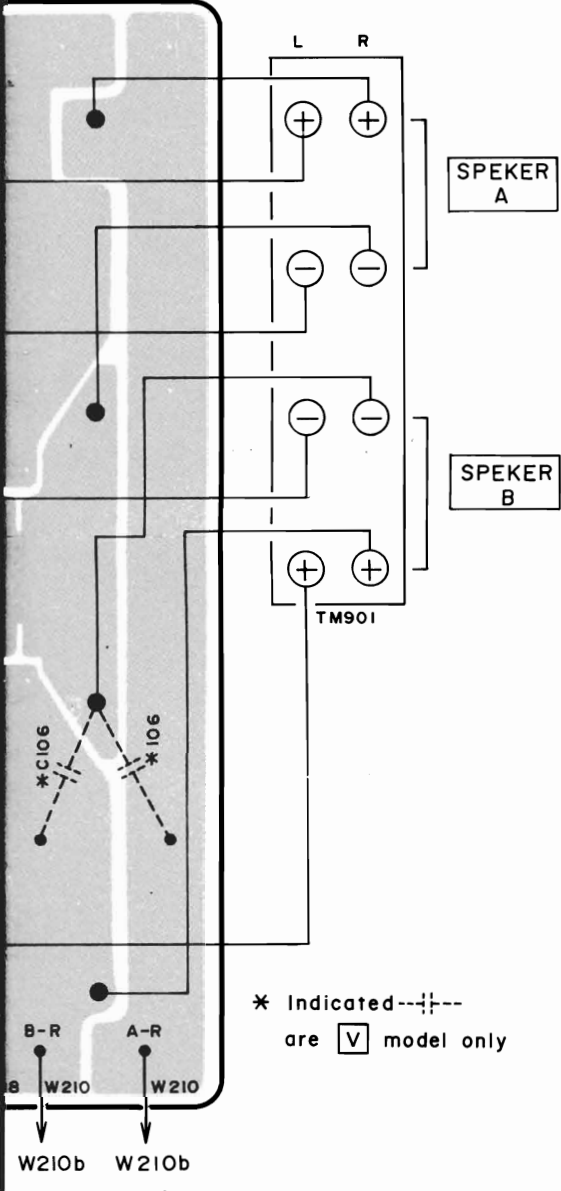 L R
+ +
SPEKER
A
− −
− −
SPEKER
B
+ +
TM901
*C106
*106
* Indicated
are V model only
B-R A-R
W210 W210
W210b W210b